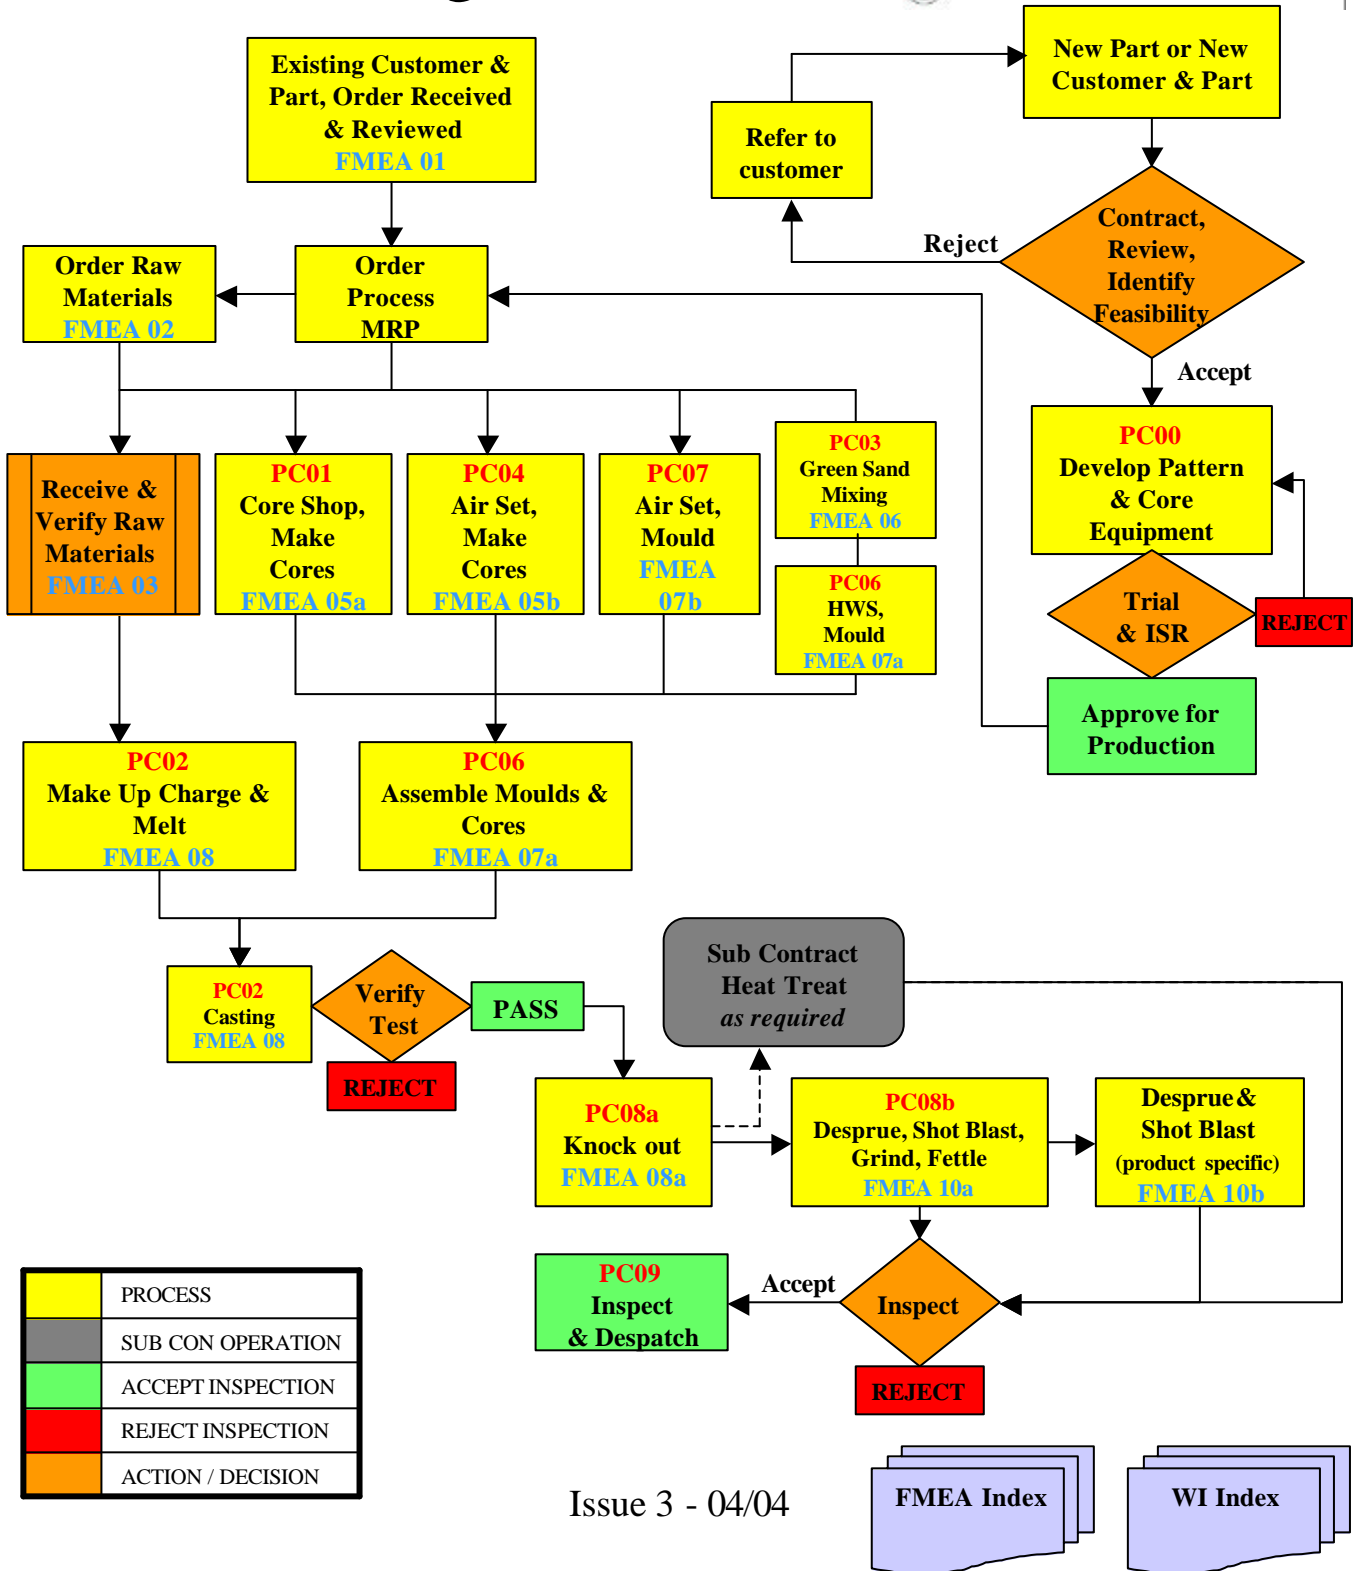 Existing Customer &
Part, Order Received
& Reviewed
FMEA 01
New Part or New
Customer & Part
Refer to
customer
Contract,
Review,
Identify
Feasibility
Reject
Accept
Order Raw
Materials
FMEA 02
Order
Process
MRP
Receive &
Verify Raw
Materials
FMEA 03
PC01
Core Shop,
Make
Cores
FMEA 05a
PC04
Air Set,
Make
Cores
FMEA 05b
PC07
Air Set,
Mould
FMEA
07b
PC03
Green Sand
Mixing
FMEA 06
PC06
HWS,
Mould
FMEA 07a
PC00
Develop Pattern
& Core
Equipment
Trial
& ISR
REJECT
Approve for
Production
PC02
Make Up Charge &
Melt
FMEA 08
PC06
Assemble Moulds &
Cores
FMEA 07a
PC02
Casting
FMEA 08
Verify
Test
PASS
REJECT
Sub Contract
Heat Treat
as required
PC08a
Knock out
FMEA 08a
PC08b
Desprue, Shot Blast,
Grind, Fettle
FMEA 10a
Desprue &
Shot Blast
(product specific)
FMEA 10b
PC09
Inspect
& Despatch
Accept
Inspect
REJECT
PROCESS
SUB CON OPERATION
ACCEPT INSPECTION
REJECT INSPECTION
ACTION / DECISION
Issue 3 - 04/04
FMEA Index
WI Index